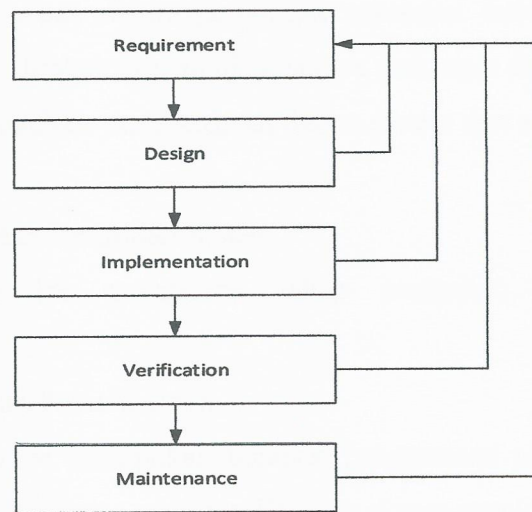 Requirement
Design
Implementation
Verification
Maintenance